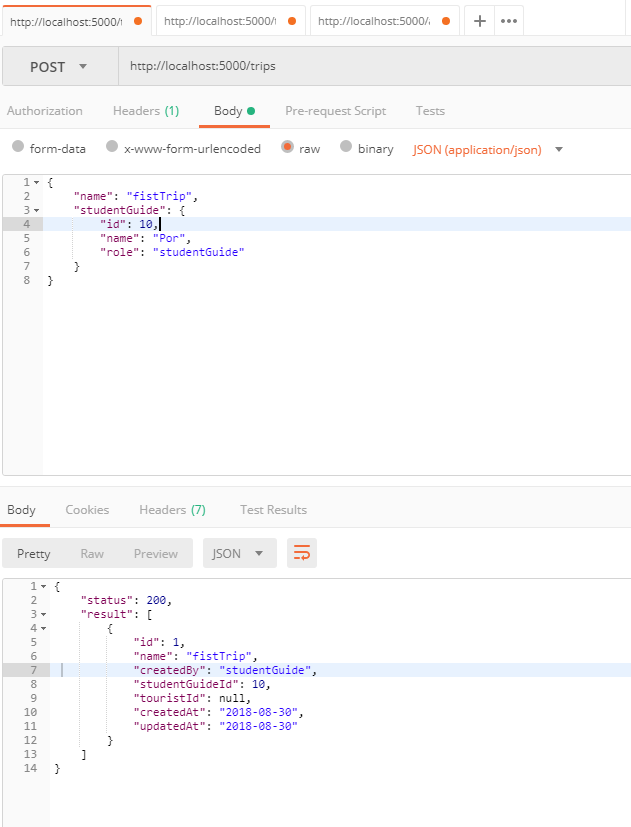 http://localhost:5000/t http://localhost:5000/t http://localhost:5000/ + •••
POST http://localhost:5000/trips
Authorization Headers (1) Body Pre-request Script Tests
form-data x-www-form-urlencoded raw binary JSON (application/json)
1 {
2 "name": "fistTrip",
3 "studentGuide": {
4 "id": 10,
5 "name": "Por",
6 "role": "studentGuide"
7 }
8 }
Body Cookies Headers (7) Test Results
Pretty Raw Preview JSON
1 {
2 "status": 200,
3 "result": [
4 {
5 "id": 1,
6 "name": "fistTrip",
7 "createdBy": "studentGuide",
8 "studentGuideId": 10,
9 "touristId": null,
10 "createdAt": "2018-08-30",
11 "updatedAt": "2018-08-30"
12 }
13 ]
14 }